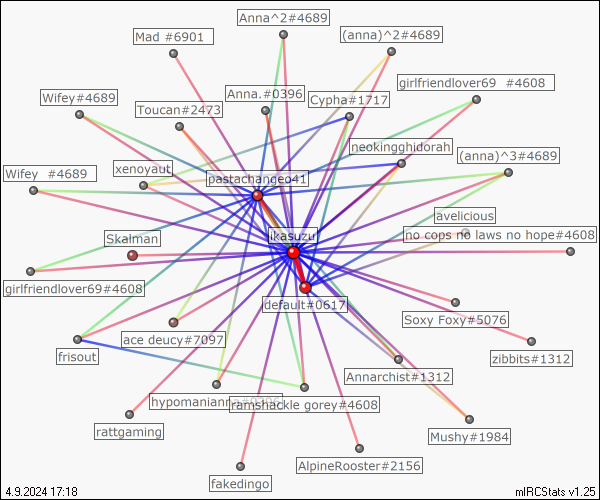 Anna^2#4689
Mad #6901
(anna)^2#4689
girlfriendlover69 #4608
Wifey#4689
Anna.#0396
Cypha#1717
Toucan#2473
neokingghidorah
(anna)^3#4689
xenoyaut
Wifey #4689
pastachangeo41
avelicious
Skalman
ikasuzu
no cops no laws no hope#4608
girlfriendlover69#4608
default#0617
Soxy Foxy#5076
ace deucy#7097
frisout
zibbits#1312
Annarchist#1312
hypomanianna
ramshackle gorey#4608
rattgaming
Mushy#1984
AlpineRooster#2156
fakedingo
4.9.2024 17:18
mIRCStats v1.25